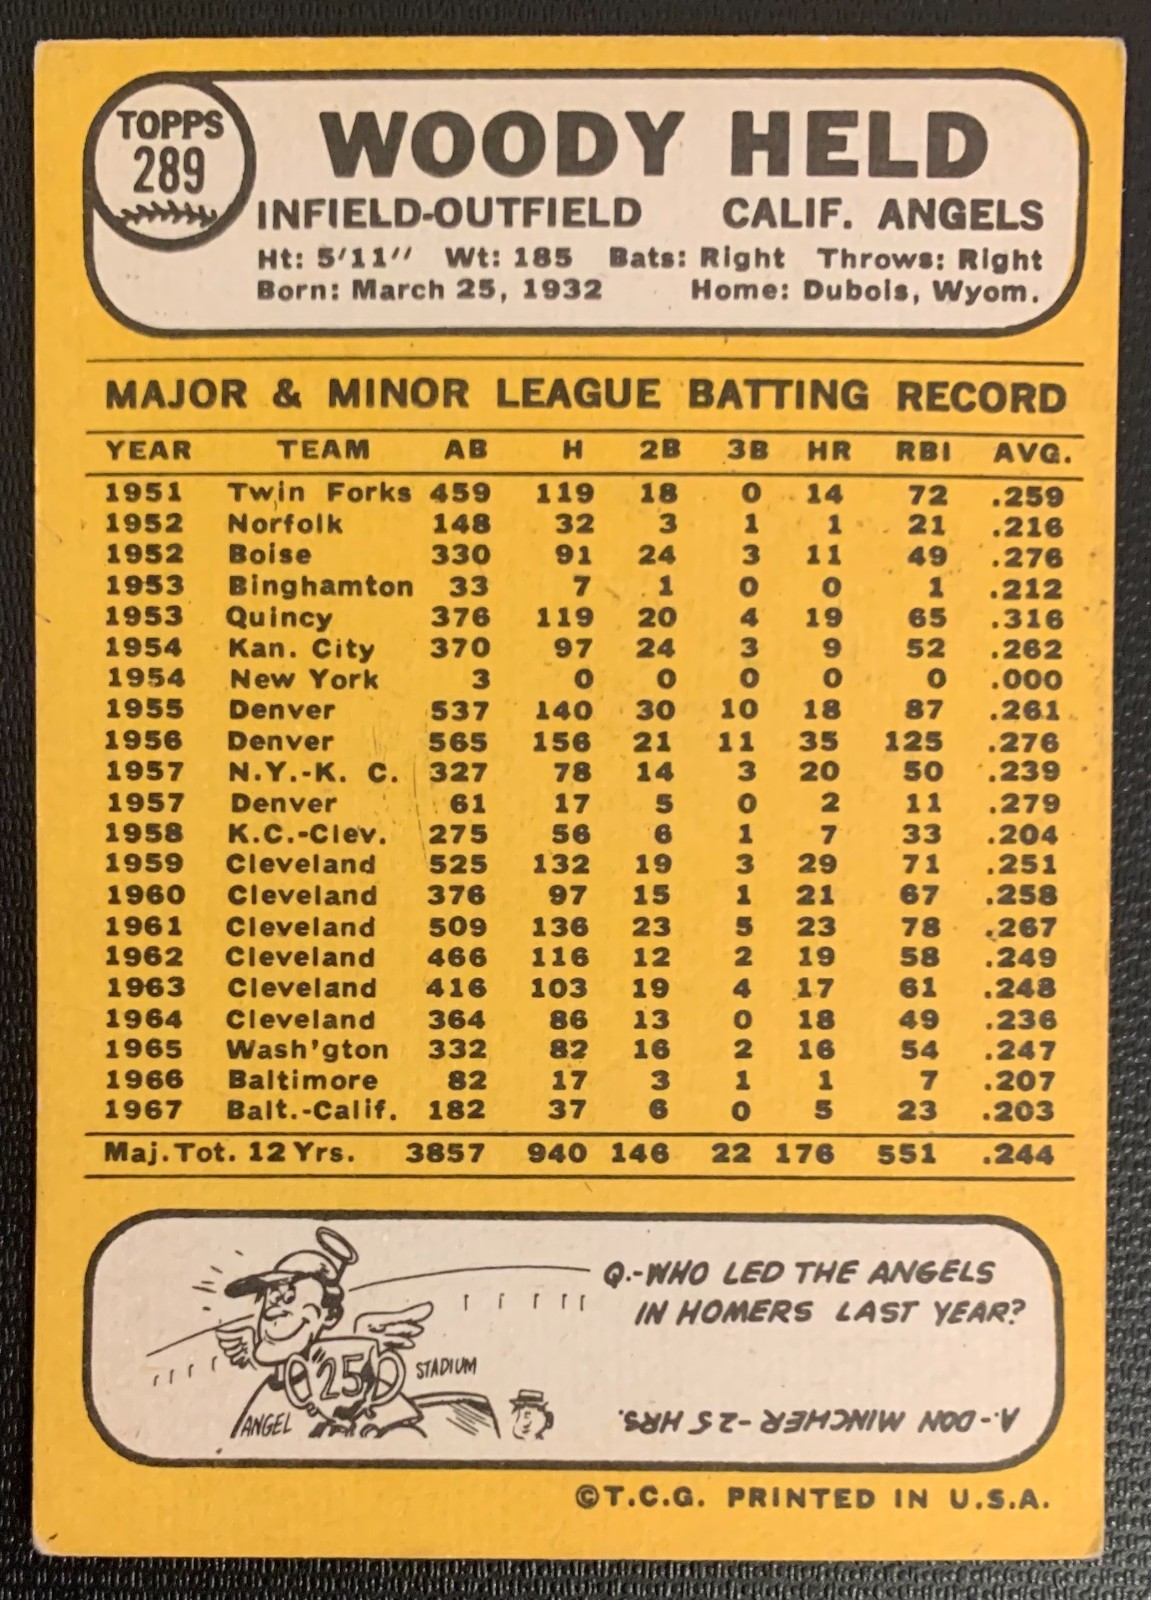 TOPPS
289
WOODY HELD
INFIELD-OUTFIELD CALIF. ANGELS
Ht: 5'11" Wt: 185 Bats: Right Throws: Right
Born: March 25, 1932 Home: Dubois, Wyom.
MAJOR & MINOR LEAGUE BATTING RECORD
YEAR TEAM AB H 2B 3B HR RBI AVG.
1951 Twin Forks 459 119 18 0 14 72 .259
1952 Norfolk 148 32 3 1 1 21 .216
1952 Boise 330 91 24 3 11 49 .276
1953 Binghamton 33 7 1 0 0 1 .212
1953 Quincy 376 119 20 4 19 65 .316
1954 Kan. City 370 97 24 3 9 52 .262
1954 New York 3 0 0 0 0 0 .000
1955 Denver 537 140 30 10 18 87 .261
1956 Denver 565 156 21 11 35 125 .276
1957 N.Y.-K. C. 327 78 14 3 20 50 .239
1957 Denver 61 17 5 0 2 11 .279
1958 K.C.-Clev. 275 56 6 1 7 33 .204
1959 Cleveland 525 132 19 3 29 71 .251
1960 Cleveland 376 97 15 1 21 67 .258
1961 Cleveland 509 136 23 5 23 78 .267
1962 Cleveland 466 116 12 2 19 58 .249
1963 Cleveland 416 103 19 4 17 61 .248
1964 Cleveland 364 86 13 0 18 49 .236
1965 Wash'gton 332 82 16 2 16 54 .247
1966 Baltimore 82 17 3 1 1 7 .207
1967 Balt.-Calif. 182 37 6 0 5 23 .203
Maj. Tot. 12 Yrs. 3857 940 146 22 176 551 .244
Q.-WHO LED THE ANGELS
IN HOMERS LAST YEAR?
25
STADIUM
ANGEL
A.-DON MINCHER-25 HRS.
©T.C.G. PRINTED IN U.S.A.